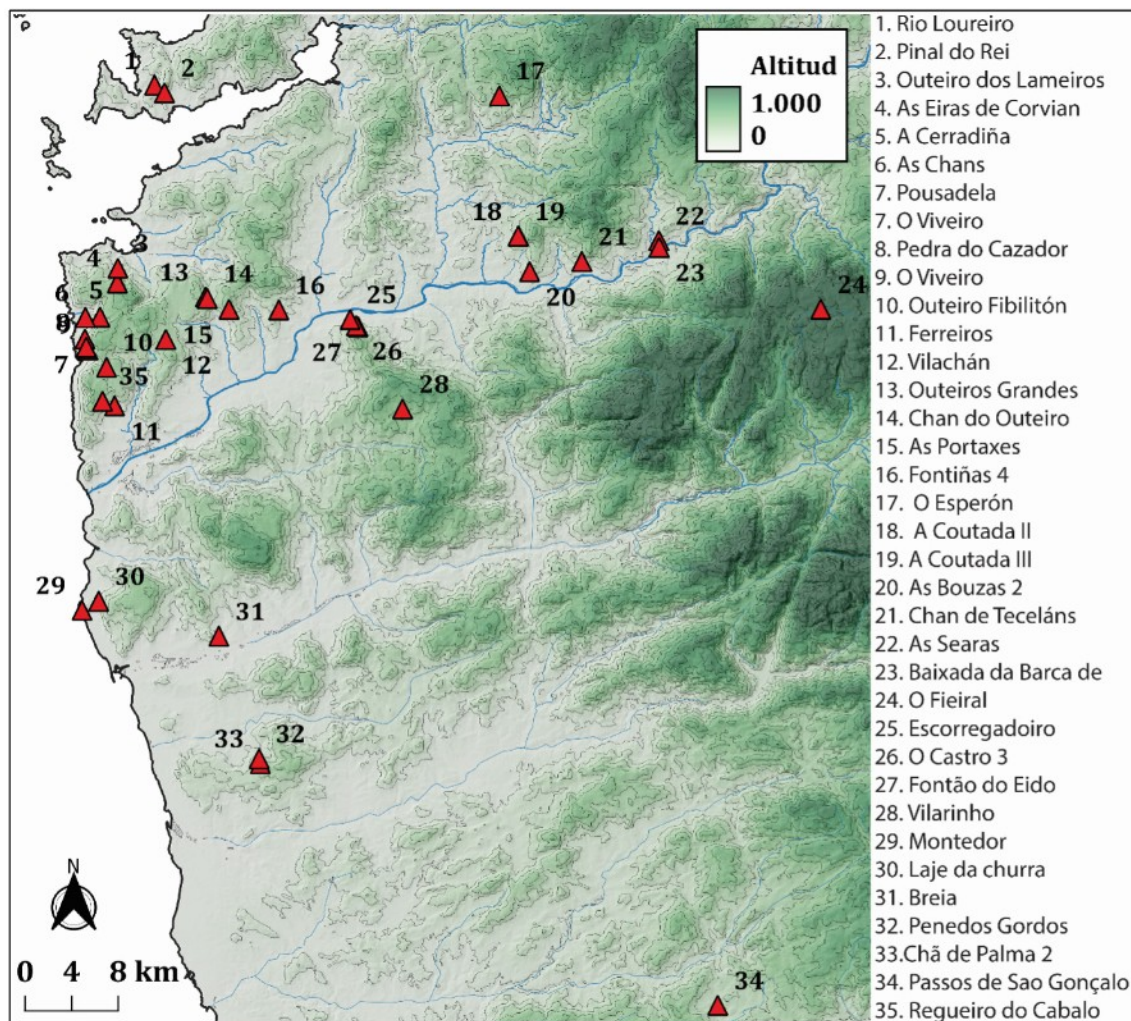 1
2
17
Altitud
1.000
0
18
19
22
21
3
4
13
14
23
6
5
16
25
24
20
9
10
15
27
26
7
12
35
28
11
30
29
31
33
32
N
0 4 8 km
34
1. Rio Loureiro
2. Pinal do Rei
3. Outeiro dos Lameiros
4. As Eiras de Corvian
5. A Cerradiña
6. As Chans
7. Pousadela
7. O Viveiro
8. Pedra do Cazador
9. O Viveiro
10. Outeiro Fibilitón
11. Ferreiros
12. Vilachán
13. Outeiros Grandes
14. Chan do Outeiro
15. As Portaxes
16. Fontiñas 4
17. O Esperón
18. A Coutada II
19. A Coutada III
20. As Bouzas 2
21. Chan de Teceláns
22. As Searas
23. Baixada da Barca de
24. O Fieiral
25. Escorregadoiro
26. O Castro 3
27. Fontão do Eido
28. Vilarinho
29. Montedor
30. Laje da churra
31. Breia
32. Penedos Gordos
33.Chã de Palma 2
34. Passos de Sao Gonçalo
35. Regueiro do Cabalo